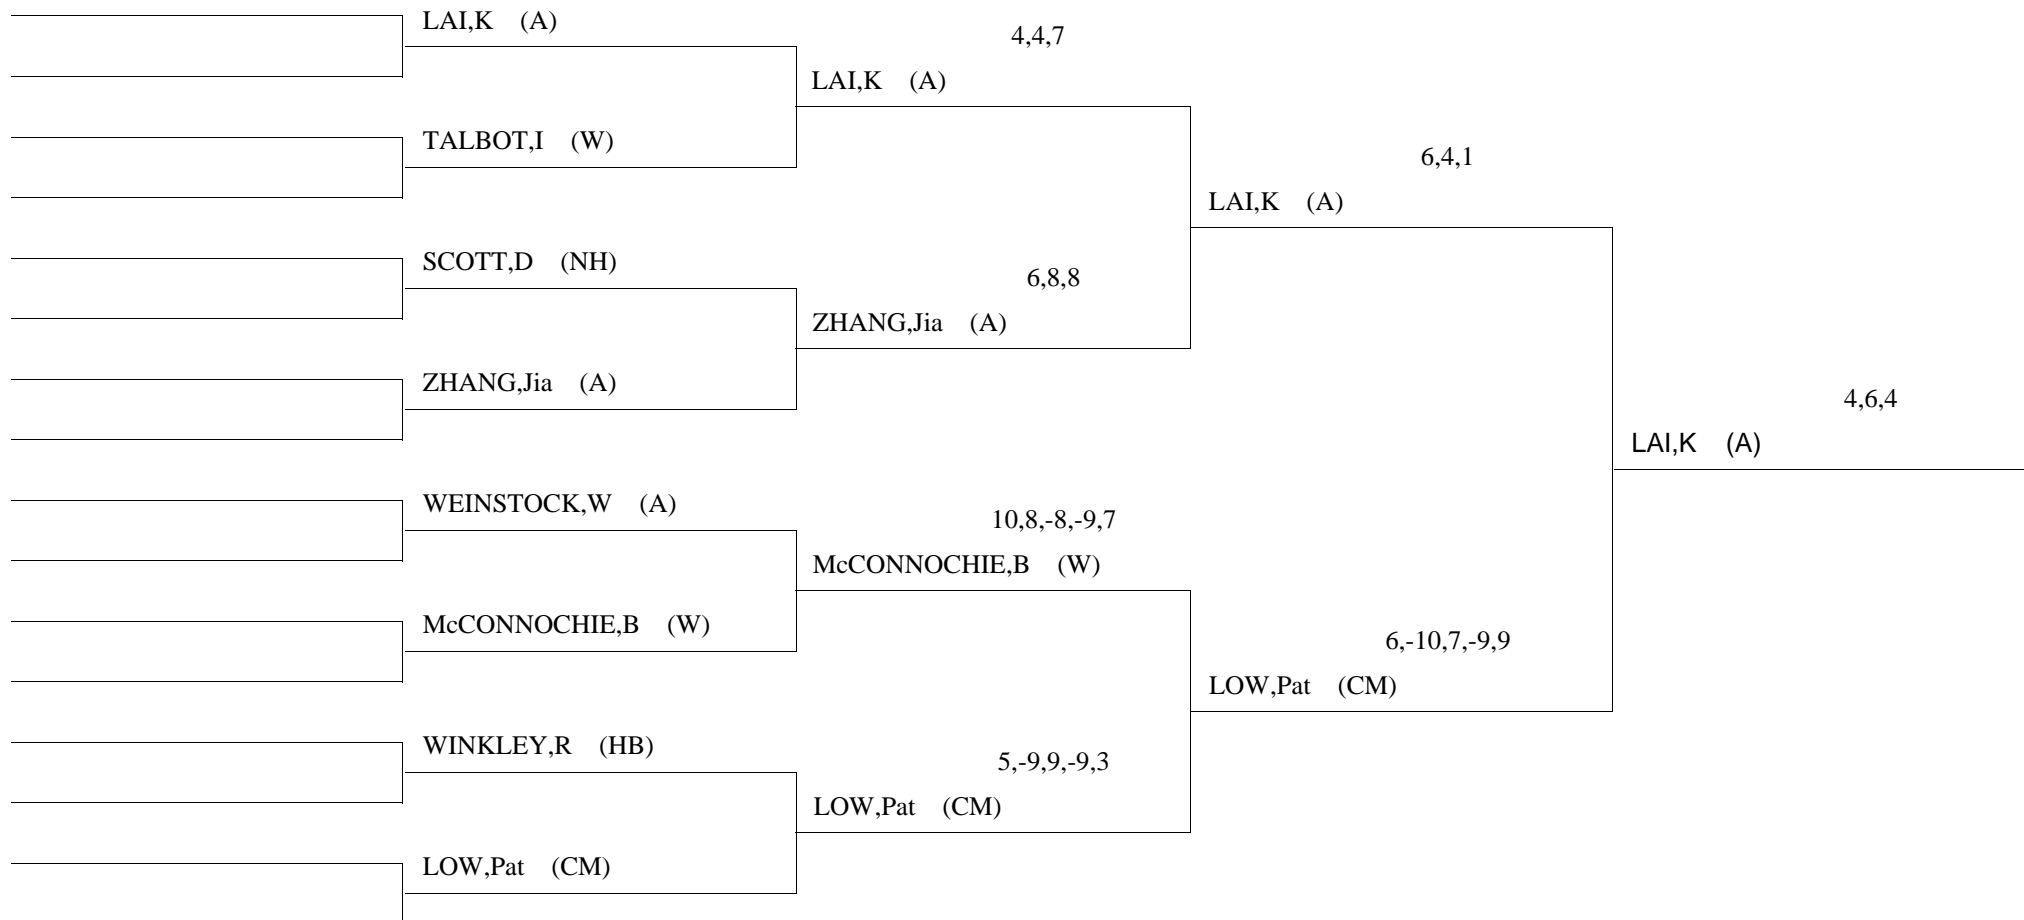 LAI,K (A)
4,4,7
LAI,K (A)
TALBOT,I (W)
6,4,1
LAI,K (A)
SCOTT,D (NH)
6,8,8
ZHANG,Jia (A)
ZHANG,Jia (A)
4,6,4
LAI,K (A)
WEINSTOCK,W (A)
10,8,-8,-9,7
McCONNOCHIE,B (W)
McCONNOCHIE,B (W)
6,-10,7,-9,9
LOW,Pat (CM)
WINKLEY,R (HB)
5,-9,9,-9,3
LOW,Pat (CM)
LOW,Pat (CM)